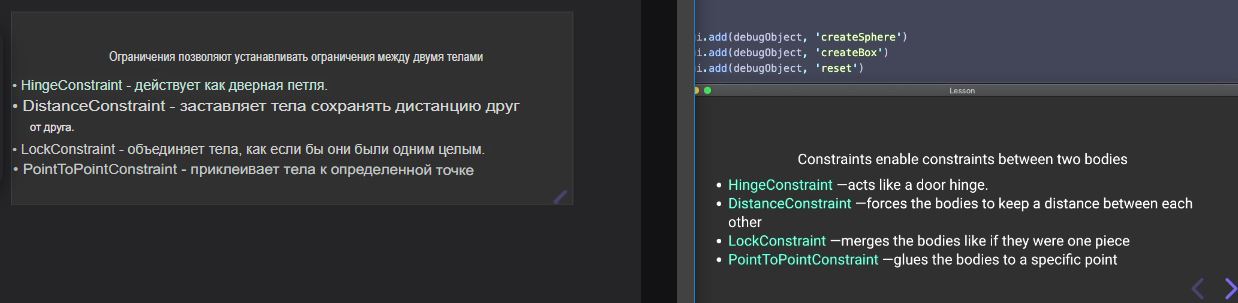 Ограничения позволяют устанавливать ограничения между двумя телами
• HingeConstraint - действует как дверная петля.
• DistanceConstraint - заставляет тела сохранять дистанцию друг
от друга.
• LockConstraint - объединяет тела, как если бы они были одним целым.
• PointToPointConstraint - приклеивает тела к определенной точке
i.add(debugObject, 'createSphere')
i.add(debugObject, 'createBox')
i.add(debugObject, 'reset')
Lesson
Constraints enable constraints between two bodies
• HingeConstraint —acts like a door hinge.
• DistanceConstraint —forces the bodies to keep a distance between each
other
• LockConstraint —merges the bodies like if they were one piece
• PointToPointConstraint —glues the bodies to a specific point